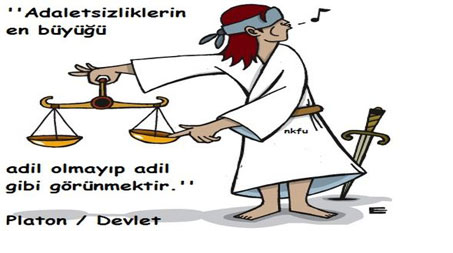 ''Adaletsizliklerin
en büyüğü
nkfu
adil olmayıp adil
gibi görünmektir.''
Platon / Devlet